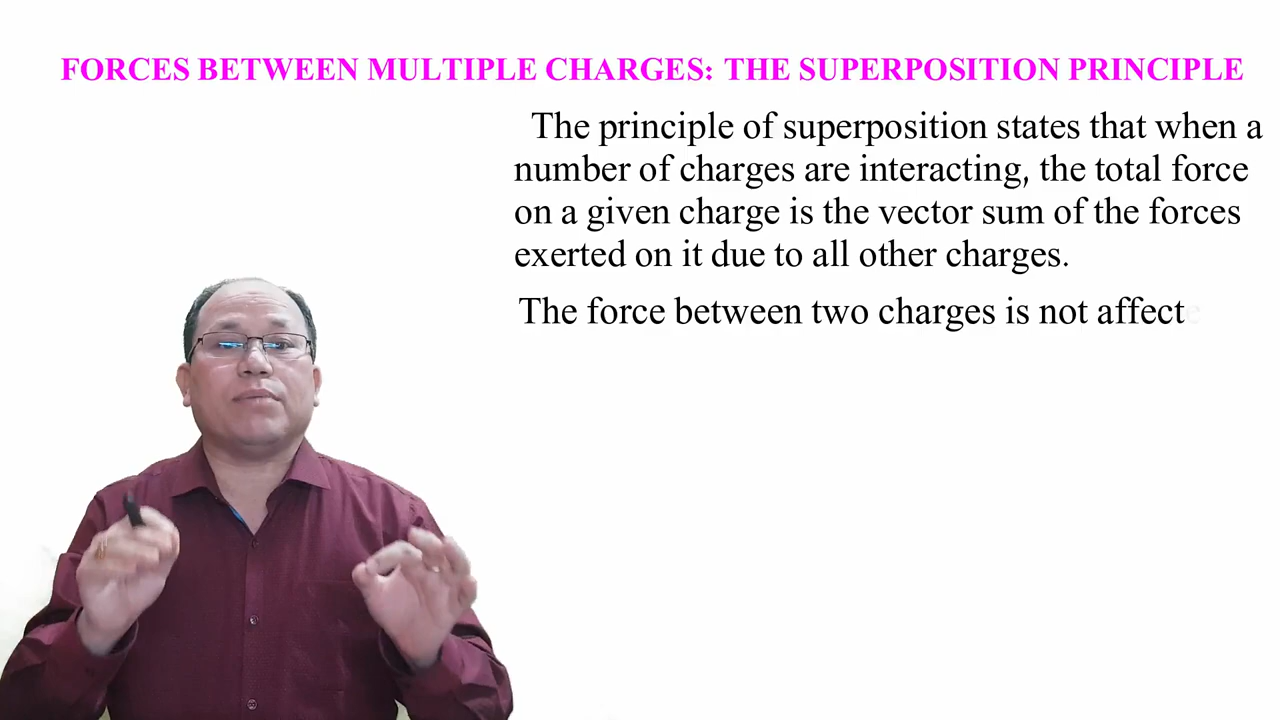 FORCES BETWEEN MULTIPLE CHARGES: THE SUPERPOSITION PRINCIPLE
The principle of superposition states that when a
number of charges are interacting, the total force
on a given charge is the vector sum of the forces
exerted on it due to all other charges.
The force between two charges is not affecte